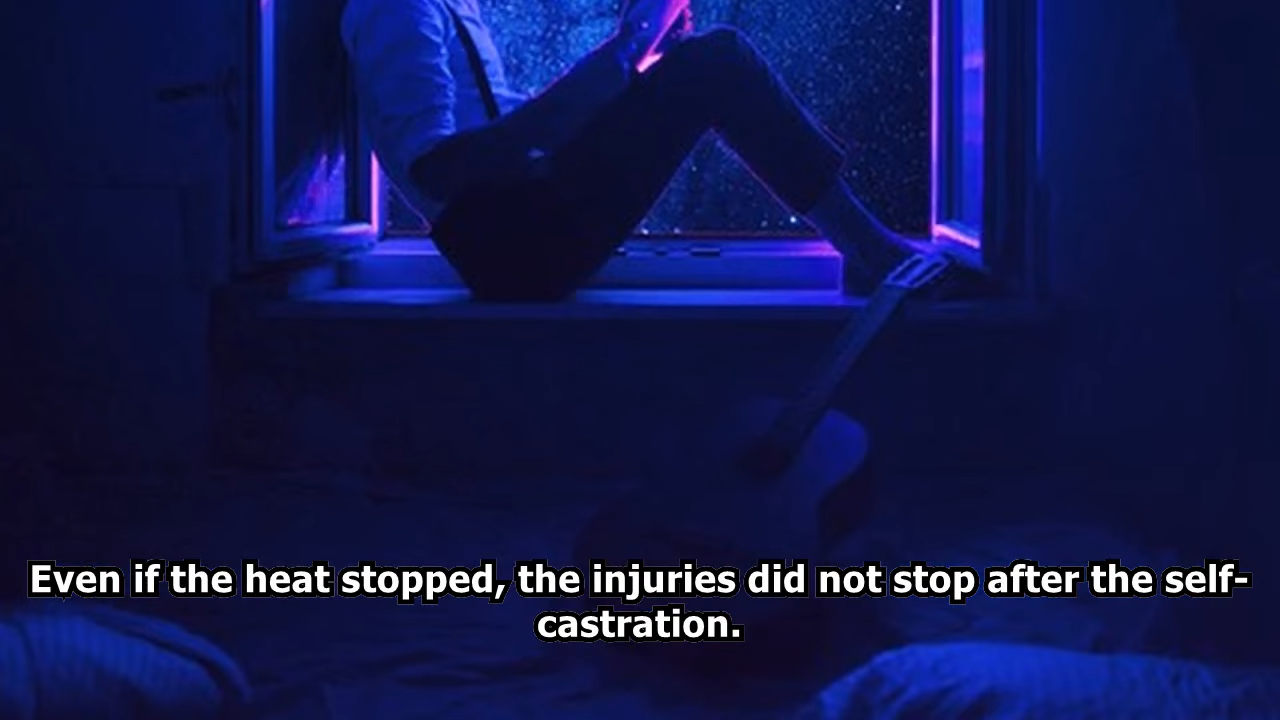 Even if the heat stopped, the injuries did not stop after the self-
castration.